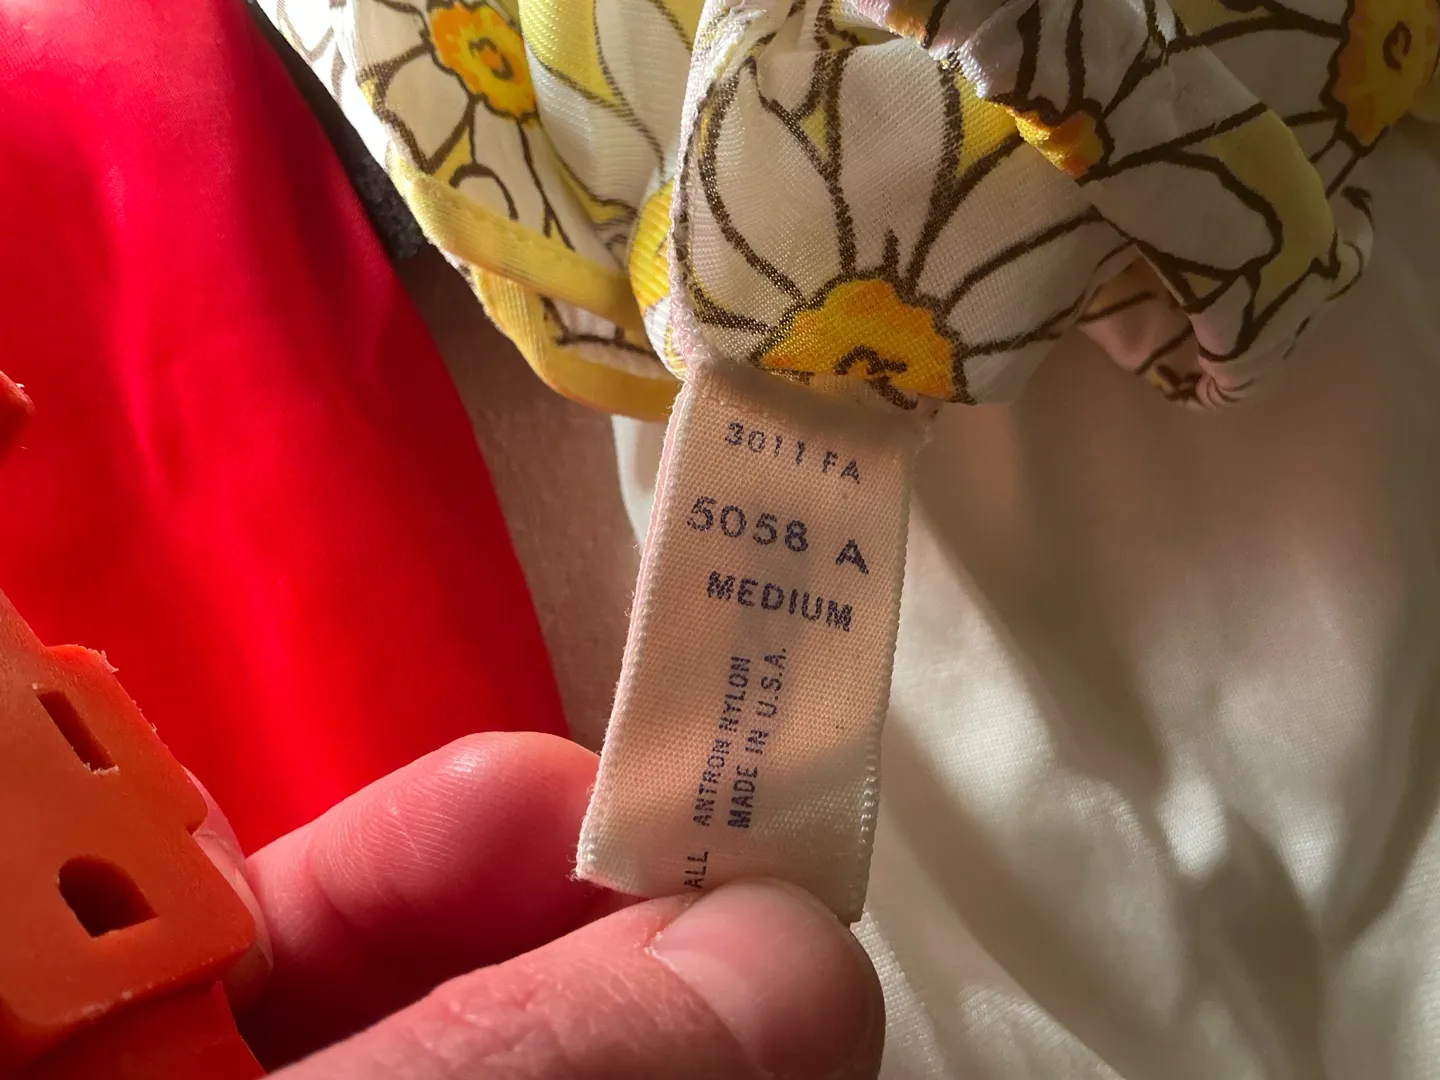 3011 FA
5058 A
MEDIUM
ALL ANTRON NYLON
MADE IN U.S.A.